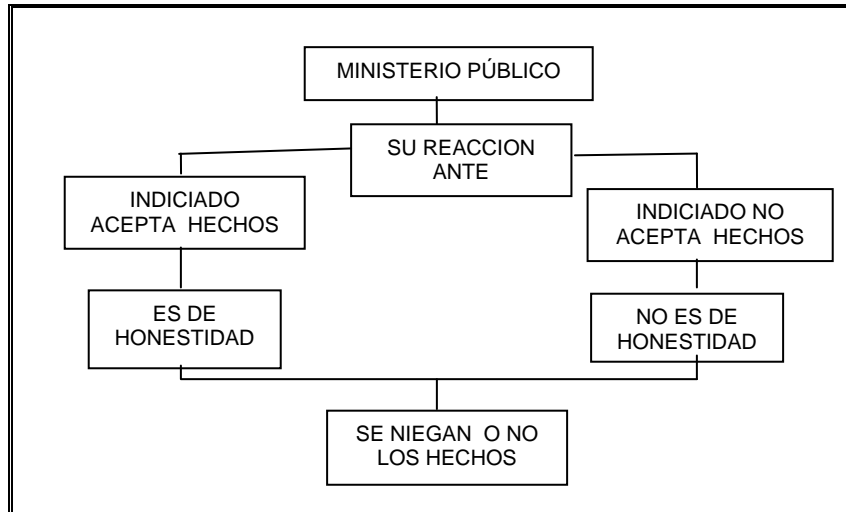 MINISTERIO PÚBLICO
SU REACCION
ANTE
INDICIADO
ACEPTA HECHOS
INDICIADO NO
ACEPTA HECHOS
ES DE
HONESTIDAD
NO ES DE
HONESTIDAD
SE NIEGAN O NO
LOS HECHOS